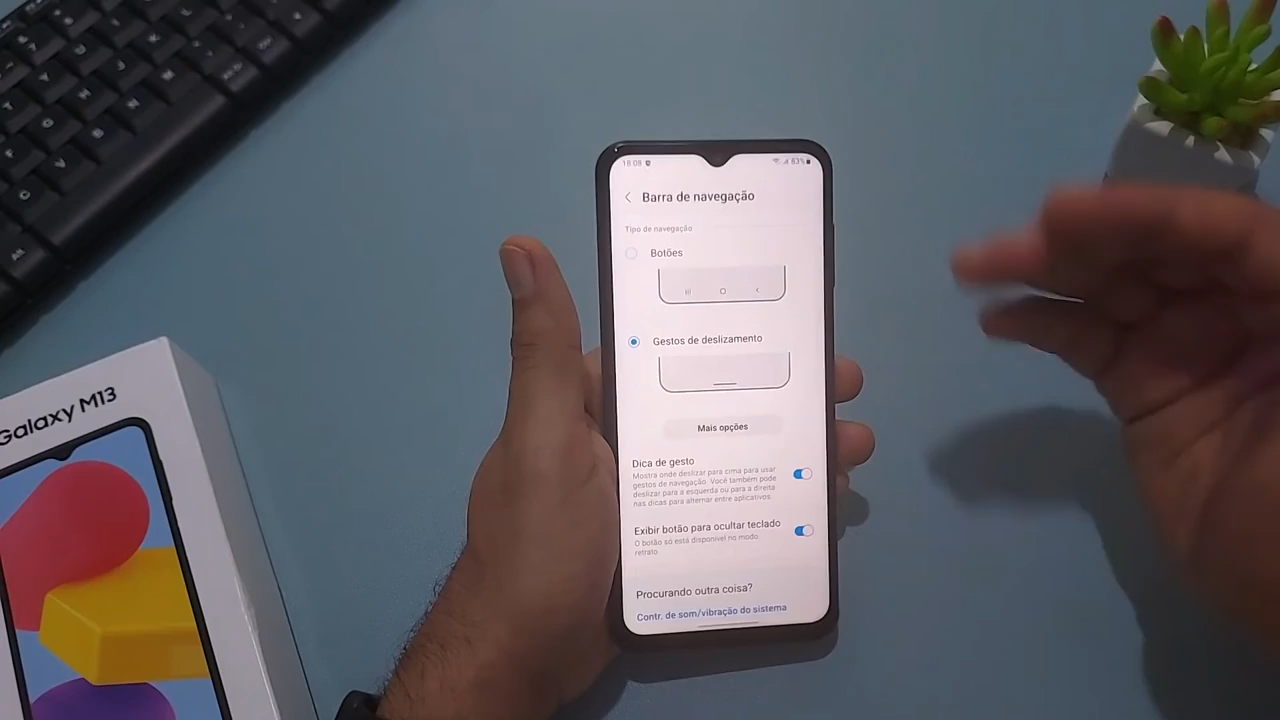 18:08
83%
Barra de navegação
Tipo de navegação
Botões
Gestos de deslizamento
Mais opções
Dica de gesto
Mostra onde deslizar para cima para usar
gestos de navegação. Você também pode
deslizar para a esquerda ou para a direita
nas dicas para alternar entre aplicativos.
Exibir botão para ocultar teclado
O botão só está disponível no modo
retrato
Procurando outra coisa?
Contr. de som/vibração do sistema
Galaxy M13